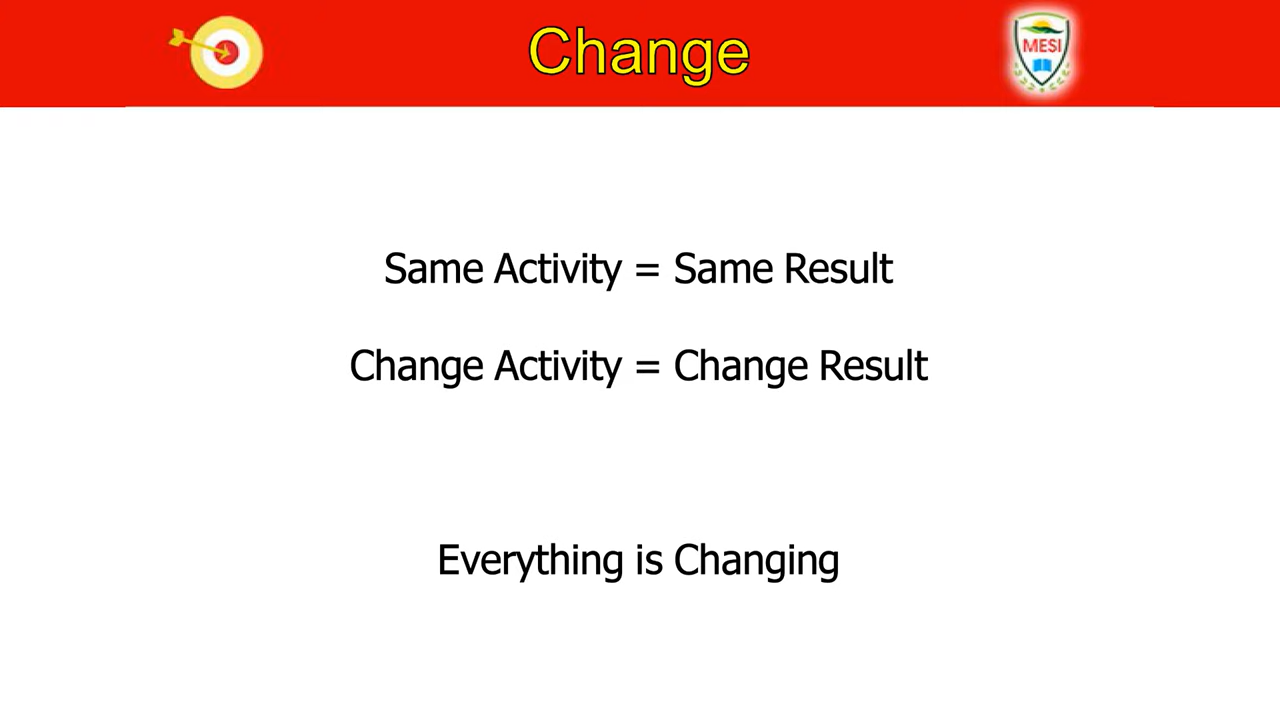 Change
MESI
Same Activity = Same Result
Change Activity = Change Result
Everything is Changing